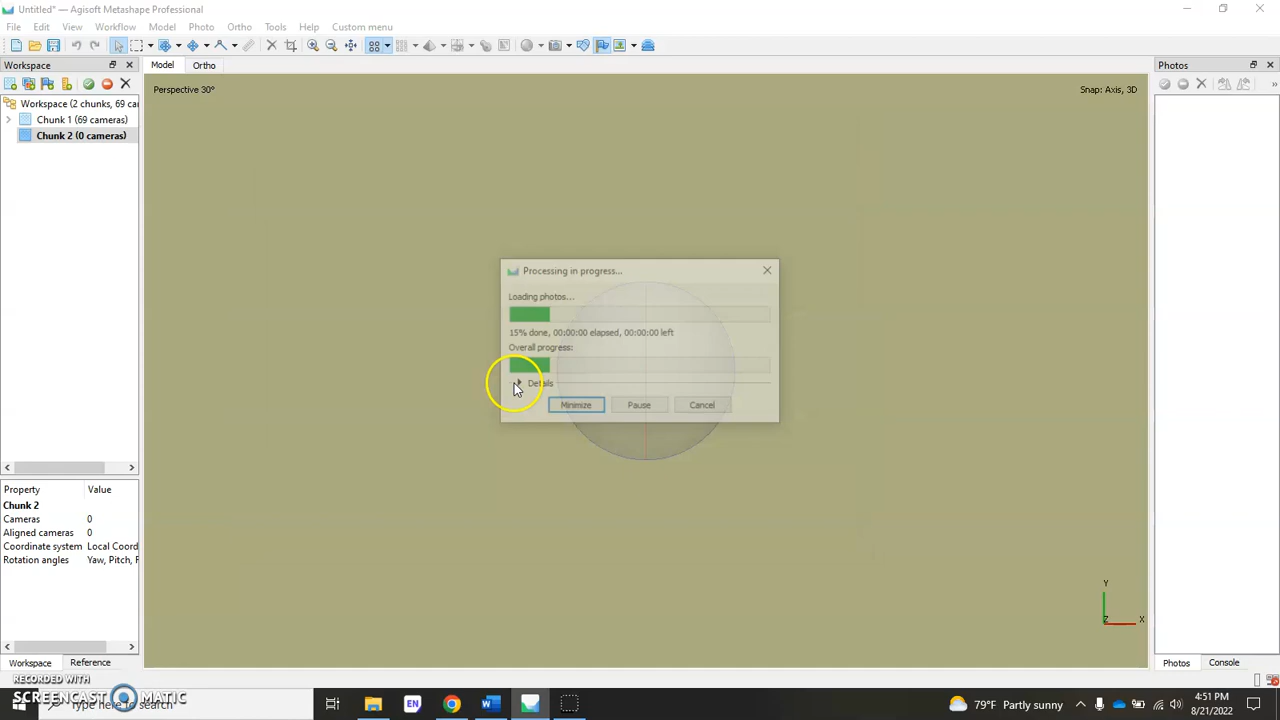 Untitled* — Agisoft Metashape Professional
File Edit View Workflow Model Photo Ortho Tools Help Custom menu
Workspace
Model Ortho
Photos
Perspective 30°
Snap: Axis, 3D
Workspace (2 chunks, 69 ca
Chunk 1 (69 cameras)
Chunk 2 (0 cameras)
Processing in progress...
Loading photos...
15% done, 00:00:00 elapsed, 00:00:00 left
Overall progress:
Details
Minimize Pause Cancel
Property Value
Chunk 2
Cameras 0
Aligned cameras 0
Coordinate system Local Coord
Rotation angles Yaw, Pitch, F
Y
Z X
Workspace Reference
Photos Console
RECORDED WITH
SCREENCAST MATIC
Type here to search
EN
79°F Partly sunny
4:51 PM
8/21/2022